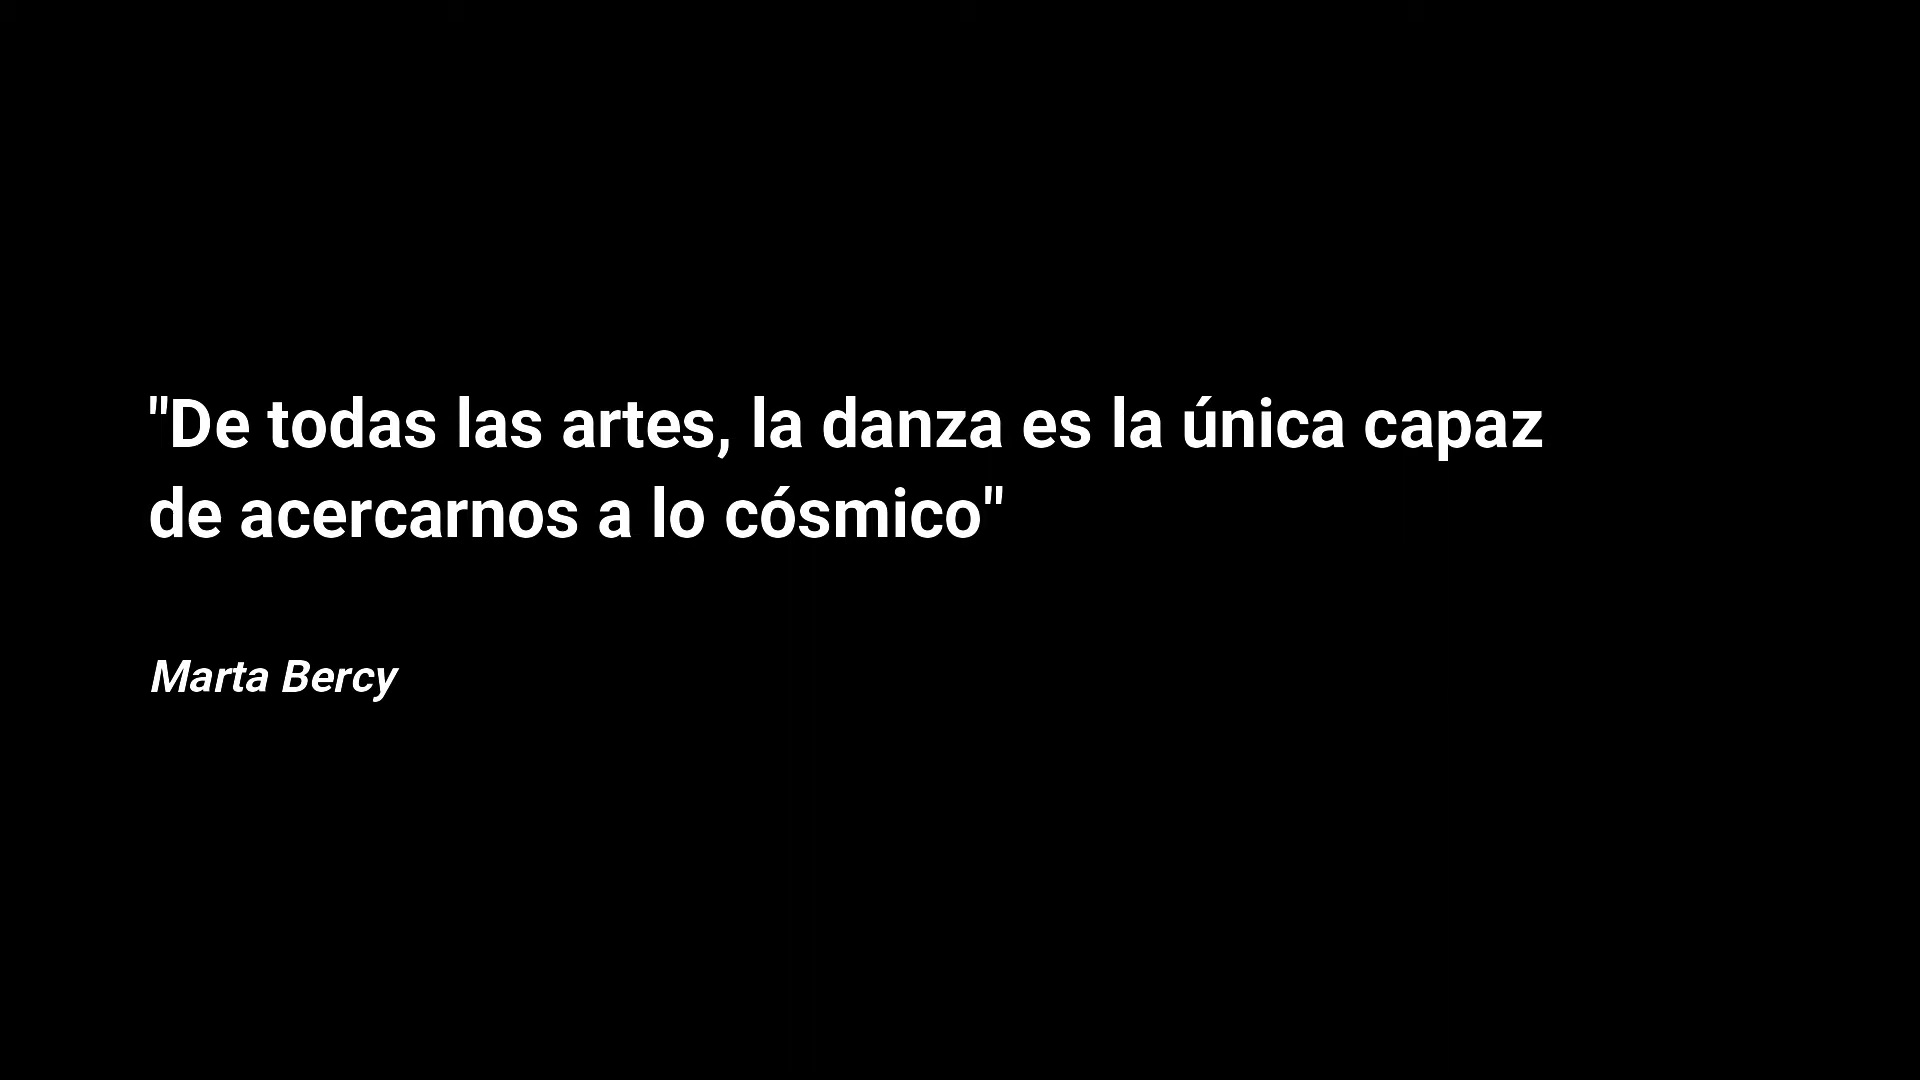 "De todas las artes, la danza es la única capaz
de acercarnos a lo cósmico"
Marta Bercy